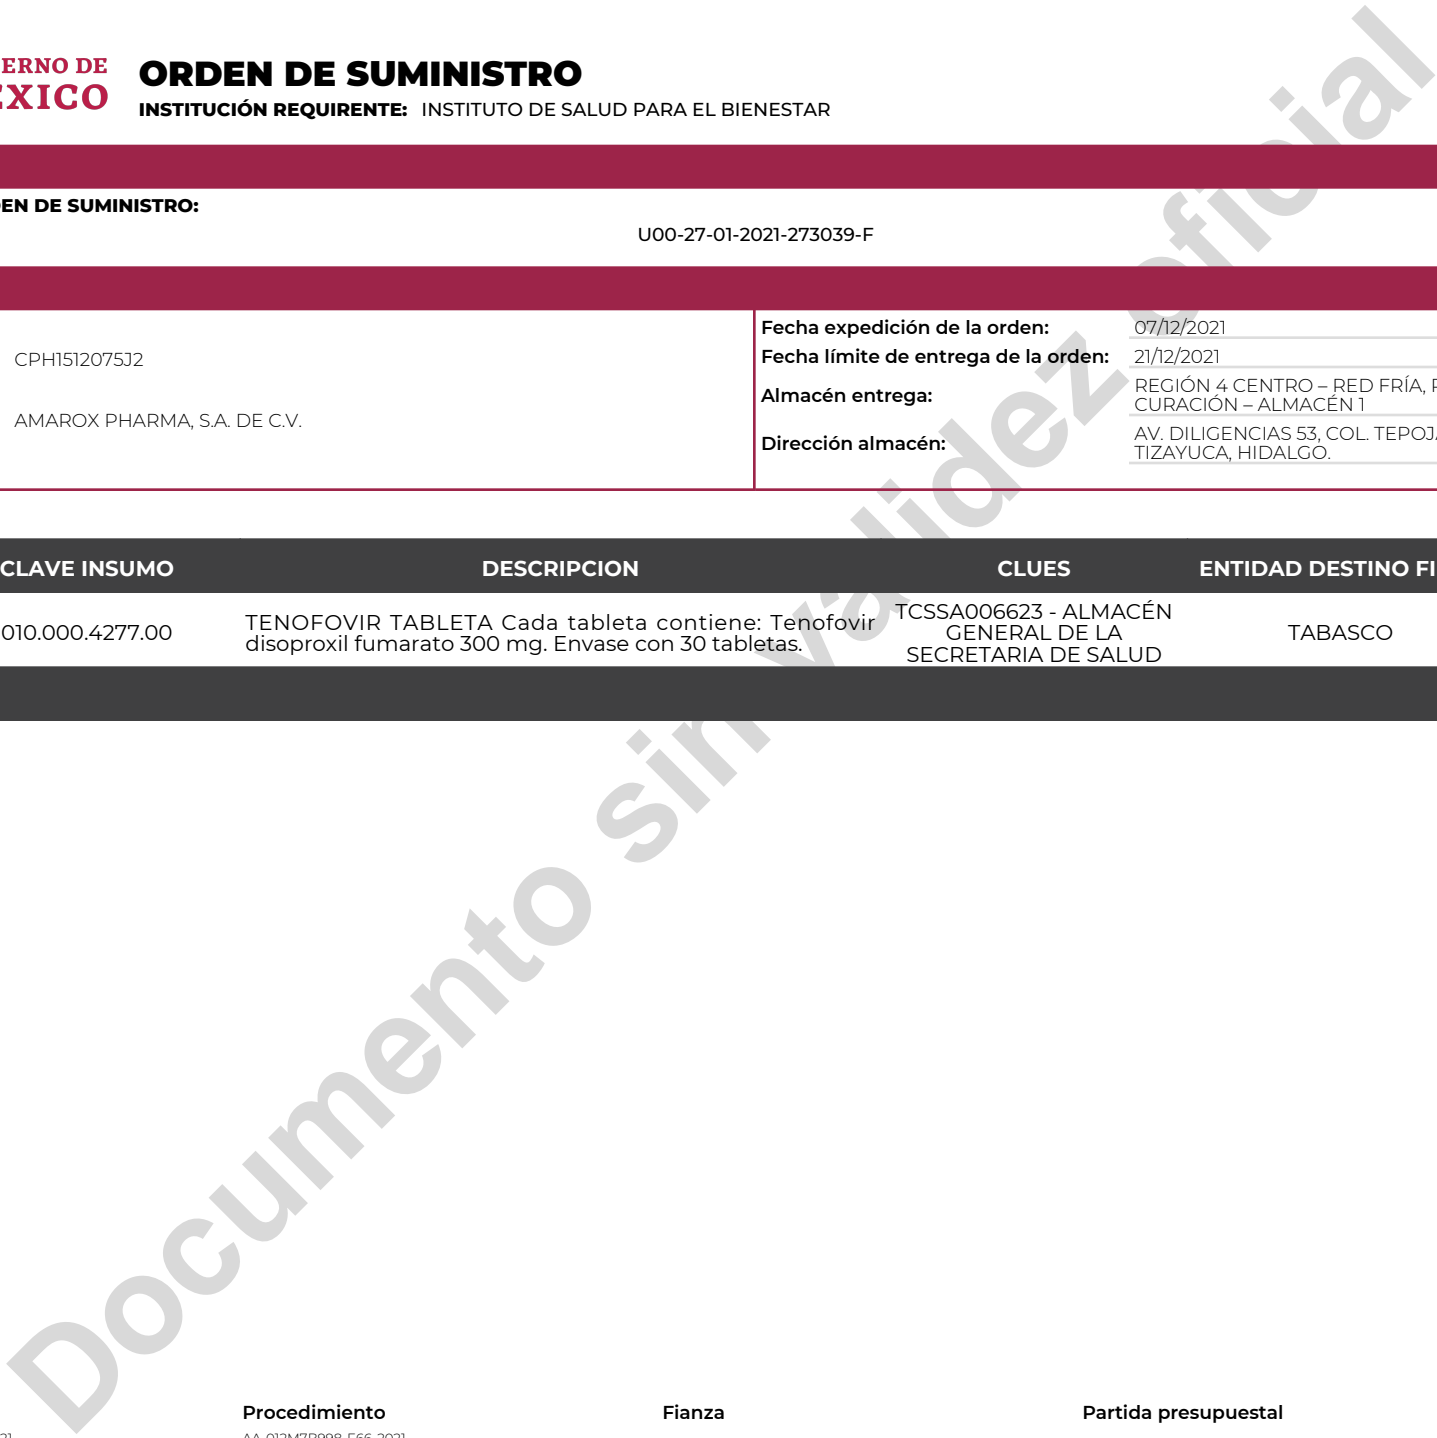 ERNO DE
EXICO
ORDEN DE SUMINISTRO
INSTITUCIÓN REQUIRENTE: INSTITUTO DE SALUD PARA EL BIENESTAR
EN DE SUMINISTRO:
U00-27-01-2021-273039-F
CPH1512075J2
AMAROX PHARMA, S.A. DE C.V.
Fecha expedición de la orden: 07/12/2021
Fecha límite de entrega de la orden: 21/12/2021
Almacén entrega: REGIÓN 4 CENTRO – RED FRÍA,
CURACIÓN – ALMACÉN 1
Dirección almacén: AV. DILIGENCIAS 53, COL. TEPOJA
TIZAYUCA, HIDALGO.
CLAVE INSUMO DESCRIPCION CLUES ENTIDAD DESTINO FI
010.000.4277.00
TENOFOVIR TABLETA Cada tableta contiene: Tenofovir
disoproxil fumarato 300 mg. Envase con 30 tabletas.
TCSSA006623 - ALMACÉN
GENERAL DE LA
SECRETARIA DE SALUD
TABASCO
Documento sin validez oficial
Procedimiento Fianza Partida presupuestal